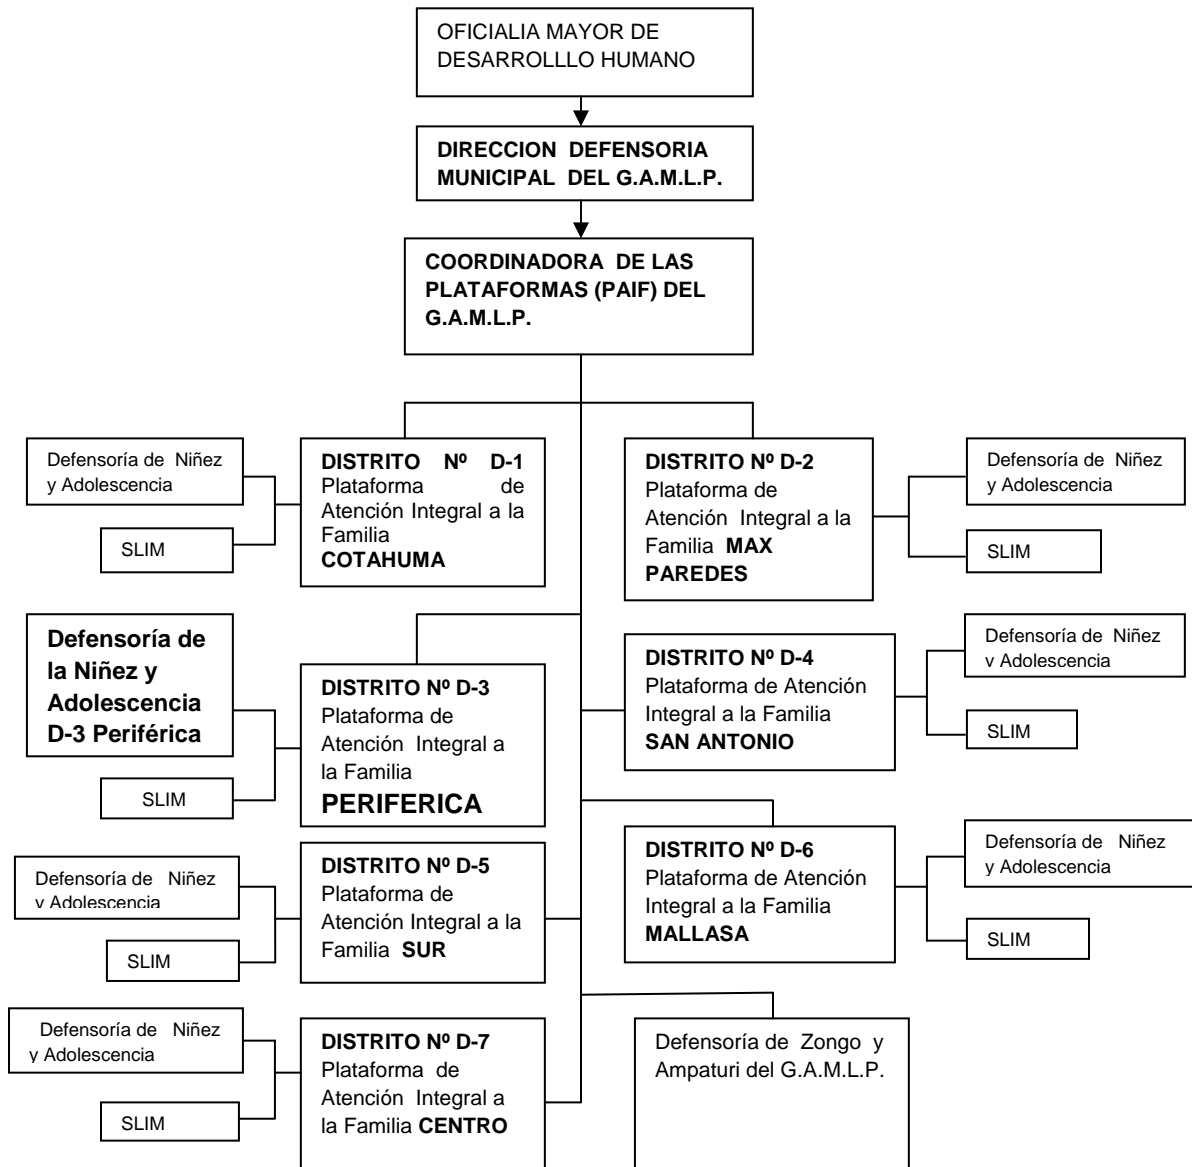 OFICIALIA MAYOR DE
DESARROLLLO HUMANO
DIRECCION DEFENSORIA
MUNICIPAL DEL G.A.M.L.P.
COORDINADORA DE LAS
PLATAFORMAS (PAIF) DEL
G.A.M.L.P.
Defensoría de Niñez
y Adolescencia
SLIM
DISTRITO Nº D-1
Plataforma de
Atención Integral a la
Familia
COTAHUMA
DISTRITO Nº D-2
Plataforma de
Atención Integral a la
Familia MAX
PAREDES
Defensoría de Niñez
y Adolescencia
SLIM
Defensoría de
la Niñez y
Adolescencia
D-3 Periférica
SLIM
DISTRITO Nº D-3
Plataforma de
Atención Integral a
la Familia
PERIFERICA
DISTRITO Nº D-4
Plataforma de Atención
Integral a la Familia
SAN ANTONIO
Defensoría de Niñez
y Adolescencia
SLIM
Defensoría de Niñez
y Adolescencia
SLIM
DISTRITO Nº D-5
Plataforma de
Atención Integral a la
Familia SUR
DISTRITO Nº D-6
Plataforma de Atención
Integral a la Familia
MALLASA
Defensoría de Niñez
y Adolescencia
SLIM
Defensoría de Niñez
y Adolescencia
SLIM
DISTRITO Nº D-7
Plataforma de
Atención Integral a
la Familia CENTRO
Defensoría de Zongo y
Ampaturi del G.A.M.L.P.